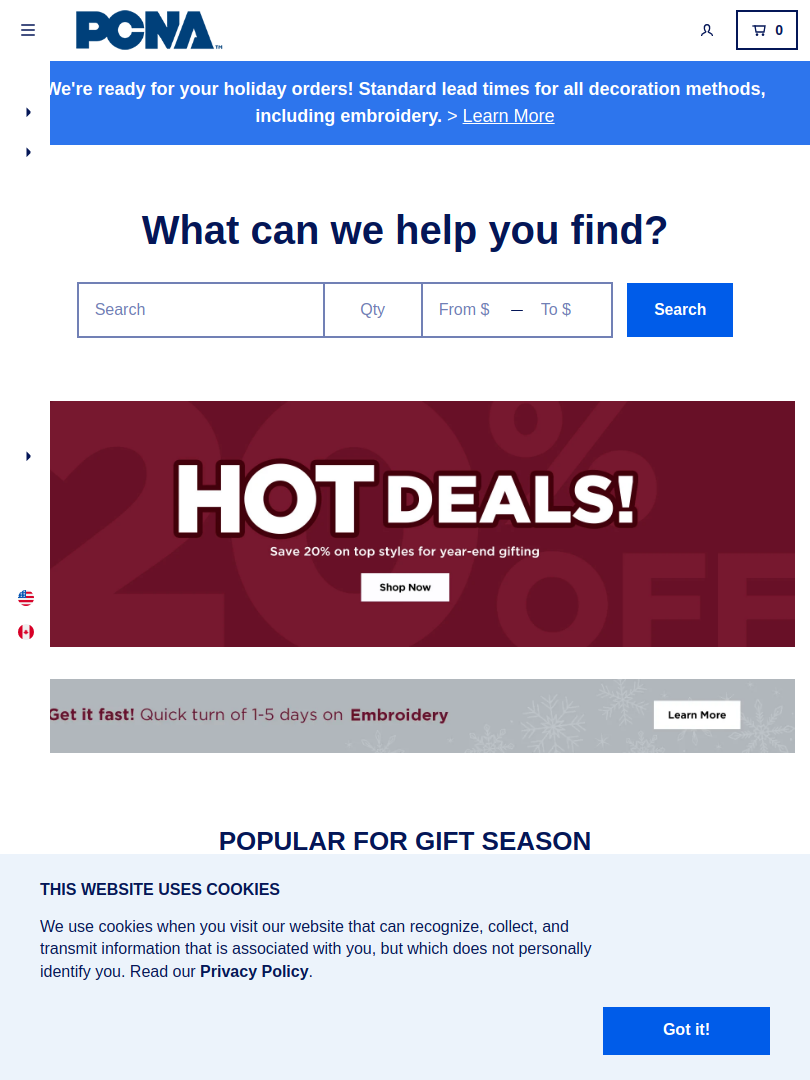 PCNA™
0
We're ready for your holiday orders! Standard lead times for all decoration methods,
including embroidery. > Learn More
What can we help you find?
Search
Qty
From $ — To $
Search
20% OFF
HOT DEALS!
Save 20% on top styles for year-end gifting
Shop Now
Get it fast! Quick turn of 1-5 days on Embroidery
Learn More
POPULAR FOR GIFT SEASON
THIS WEBSITE USES COOKIES
We use cookies when you visit our website that can recognize, collect, and
transmit information that is associated with you, but which does not personally
identify you. Read our Privacy Policy.
Got it!